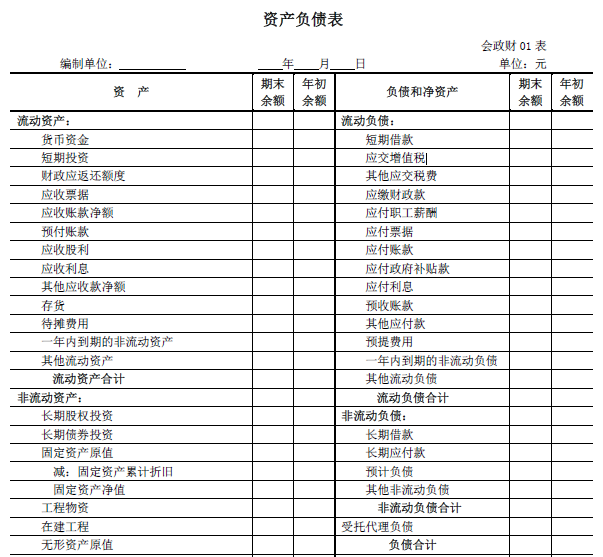 资产负债表
会政财 01 表
编制单位：____________ ____年____月____日 单位：元
资 产 期末余额 年初余额 负债和净资产 期末余额 年初余额
流动资产： 流动负债：
货币资金 短期借款
短期投资 应交增值税
财政应返还额度 其他应交税费
应收票据 应缴财政款
应收账款净额 应付职工薪酬
预付账款 应付票据
应收股利 应付账款
应收利息 应付政府补贴款
其他应收款净额 应付利息
存货 预收账款
待摊费用 其他应付款
一年内到期的非流动资产 预提费用
其他流动资产 一年内到期的非流动负债
流动资产合计 其他流动负债
非流动资产： 流动负债合计
长期股权投资 非流动负债：
长期债券投资 长期借款
固定资产原值 长期应付款
减：固定资产累计折旧 预计负债
固定资产净值 其他非流动负债
工程物资 非流动负债合计
在建工程 受托代理负债
无形资产原值 负债合计